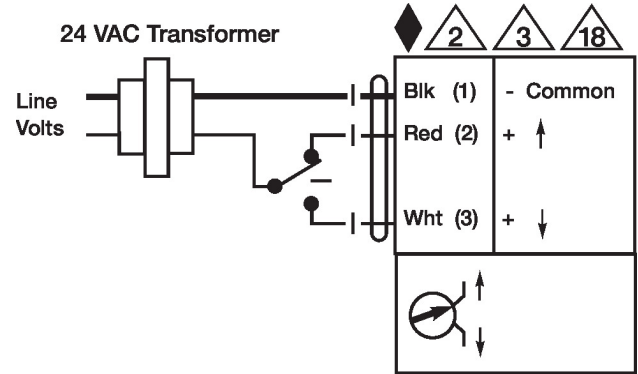 24 VAC Transformer
2 3 18
Line
Volts
Blk (1) - Common
Red (2) +
Wht (3) +